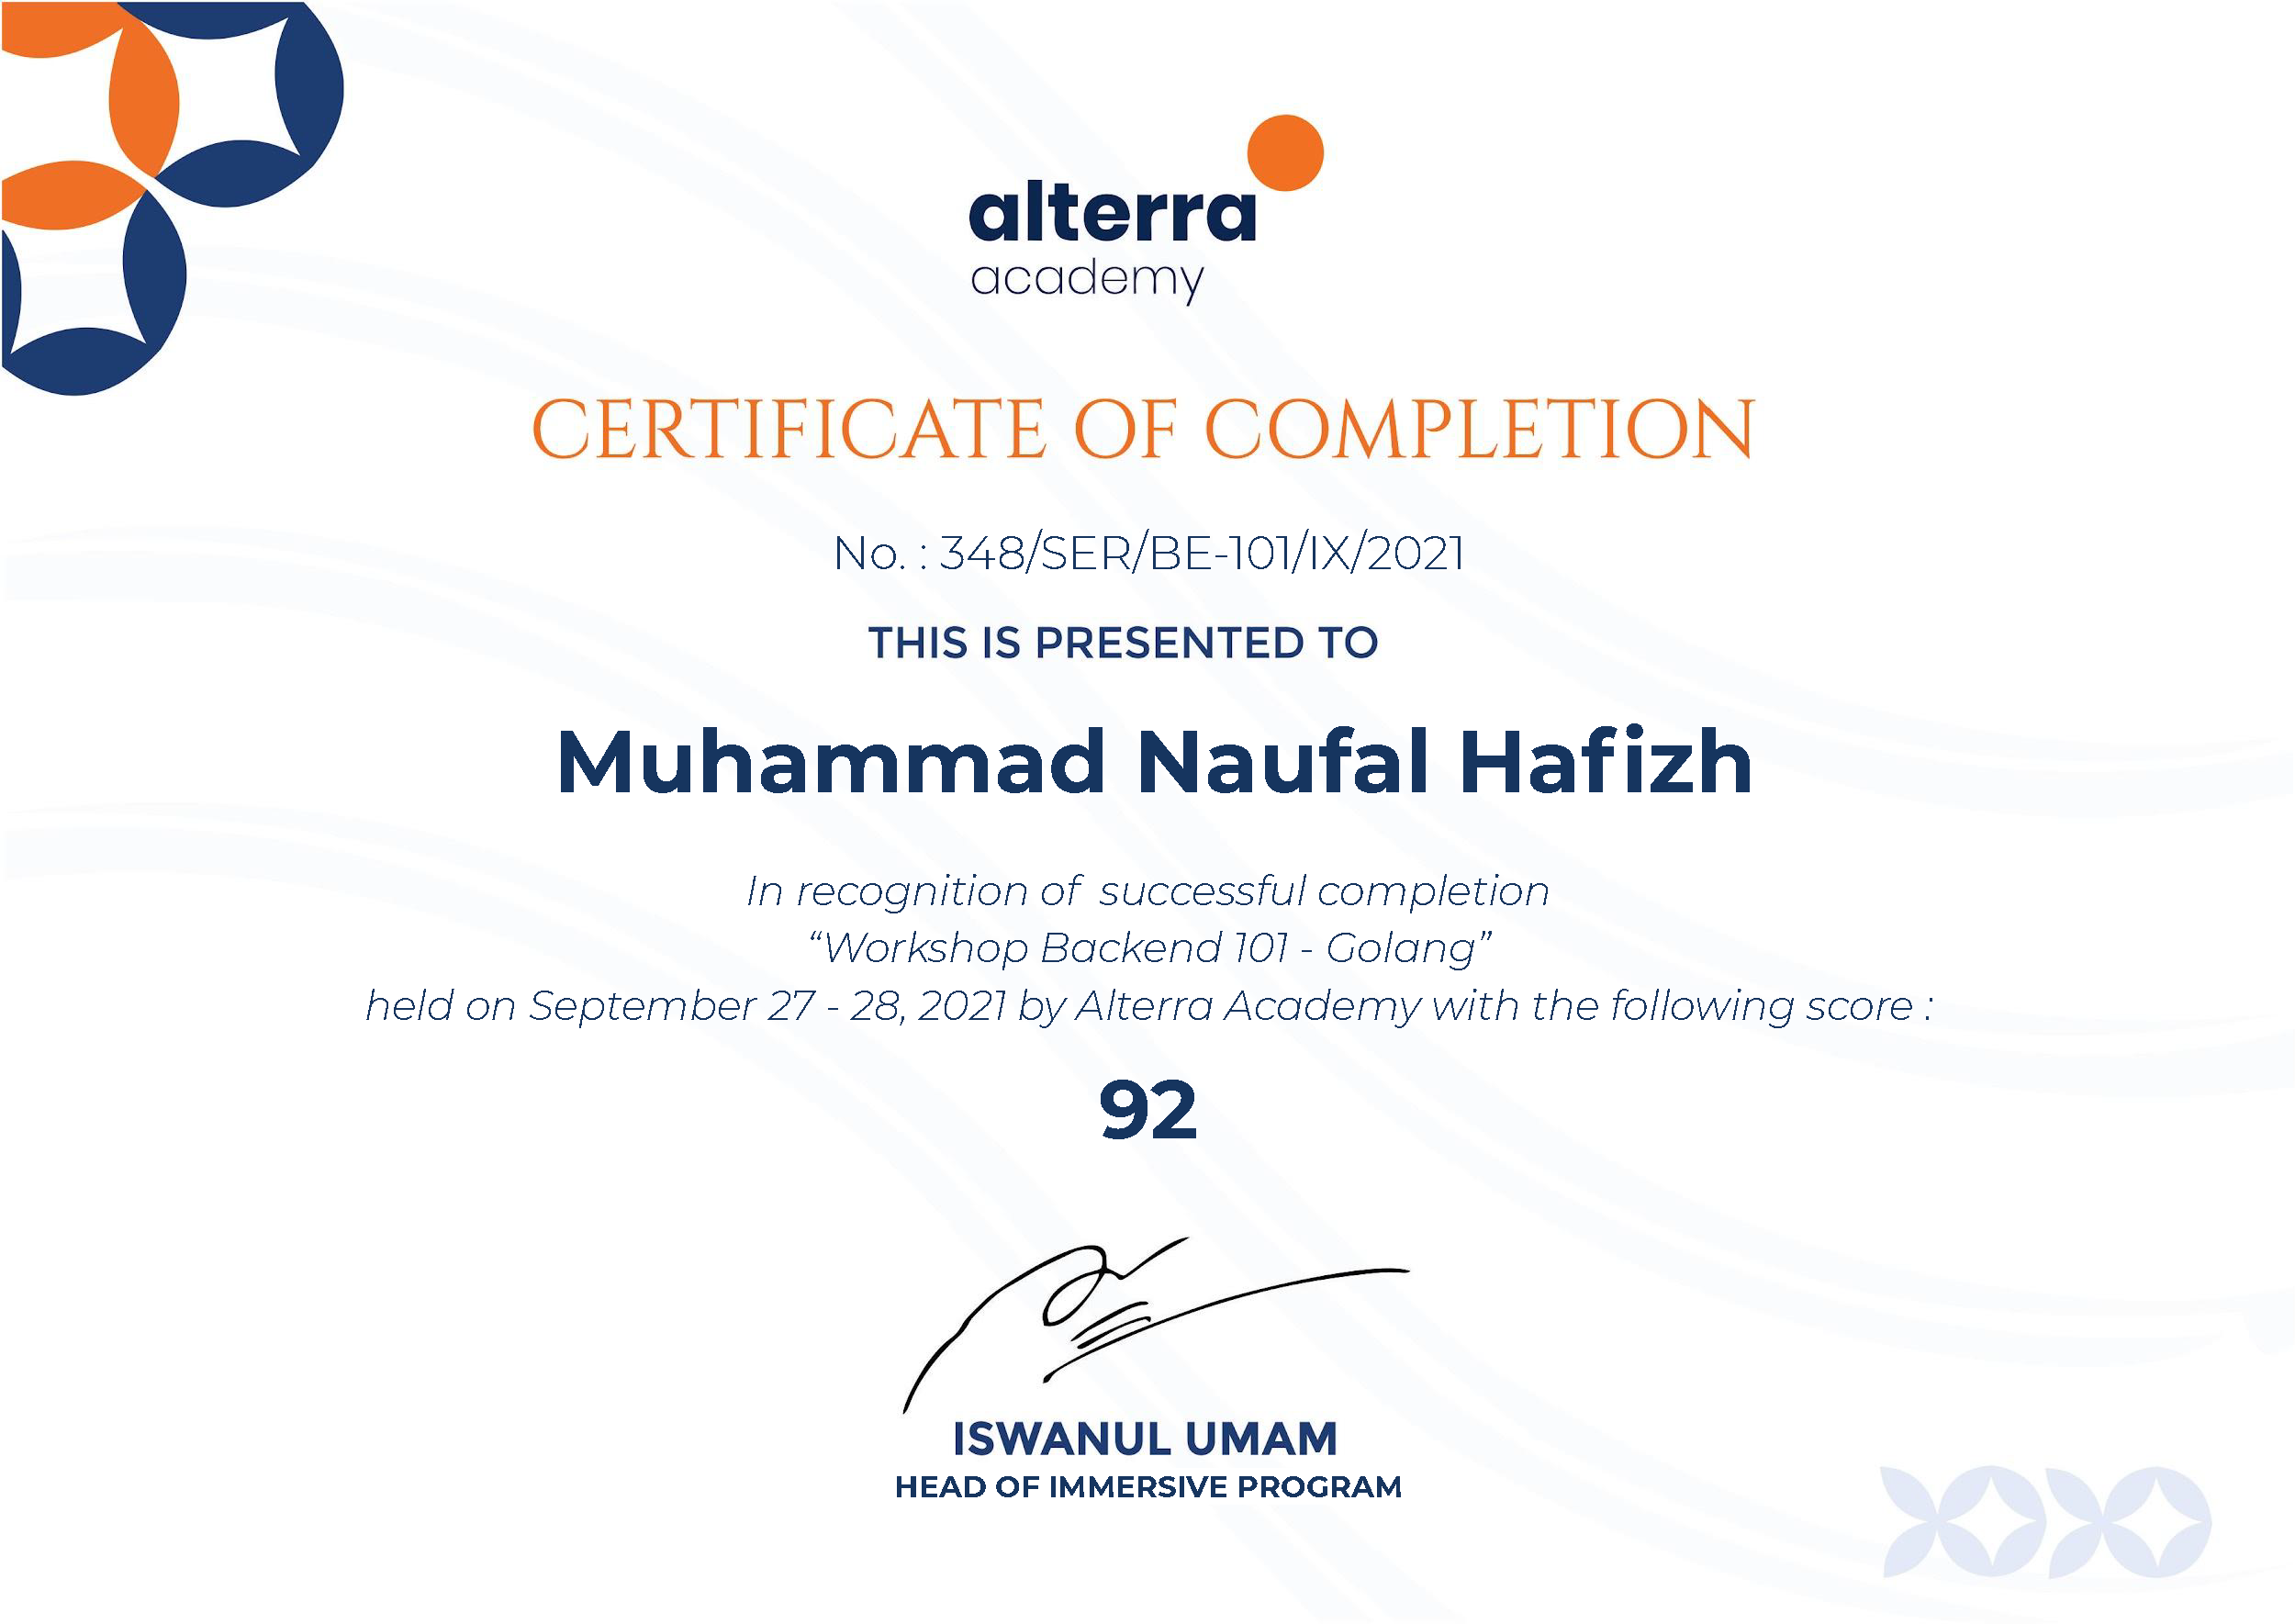 alterra
academy
CERTIFICATE OF COMPLETION
No. : 348/SER/BE-101/IX/2021
THIS IS PRESENTED TO
Muhammad Naufal Hafizh
In recognition of successful completion
“Workshop Backend 101 - Golang”
held on September 27 - 28, 2021 by Alterra Academy with the following score :
92
ISWANUL UMAM
HEAD OF IMMERSIVE PROGRAM